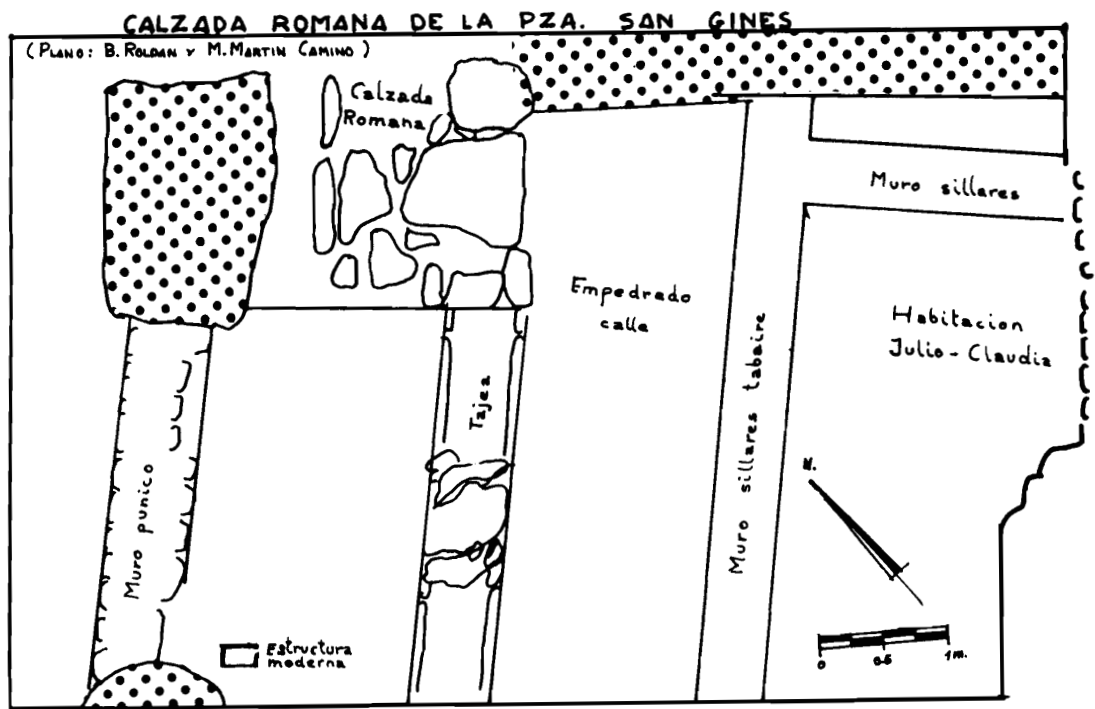 CALZADA ROMANA DE LA PZA. SAN GINES
(PLANO: B. ROLDAN Y M. MARTIN CAMINO)
Calzada
Romana
Muro sillares
Empedrado
calle
Habitacion
Julio-Claudia
Tajea
Muro sillares tabaire
Muro punico
N.
Estructura
moderna
0 0.5 1m.